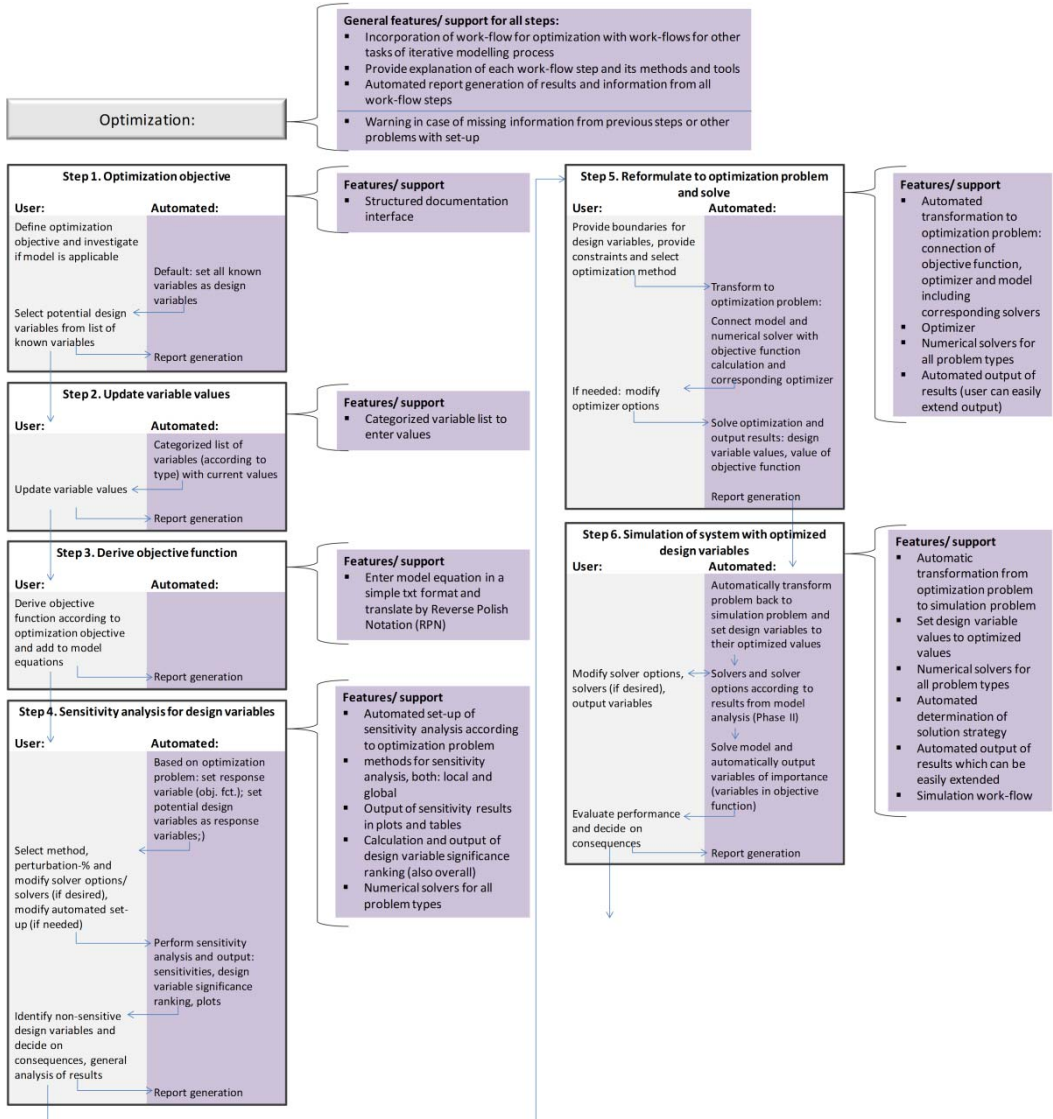 General features/ support for all steps:
▪ Incorporation of work-flow for optimization with work-flows for other
tasks of iterative modelling process
▪ Provide explanation of each work-flow step and its methods and tools
▪ Automated report generation of results and information from all
work-flow steps
▪ Warning in case of missing information from previous steps or other
problems with set-up
Optimization:
Step 1. Optimization objective
User: Automated:
Define optimization
objective and investigate
if model is applicable
Default: set all known
variables as design
variables
Select potential design
variables from list of
known variables
Report generation
Features/ support
▪ Structured documentation
interface
Step 2. Update variable values
User: Automated:
Categorized list of
variables (according to
type) with current values
Update variable values
Report generation
Features/ support
▪ Categorized variable list to
enter values
Step 3. Derive objective function
User: Automated:
Derive objective
function according to
optimization objective
and add to model
equations
Report generation
Features/ support
▪ Enter model equation in a
simple txt format and
translate by Reverse Polish
Notation (RPN)
Step 4. Sensitivity analysis for design variables
User: Automated:
Based on optimization
problem: set response
variable (obj. fct.); set
potential design
variables as response
variables;)
Select method,
perturbation-% and
modify solver options/
solvers (if desired),
modify automated set-
up (if needed)
Perform sensitivity
analysis and output:
sensitivities, design
variable significance
ranking, plots
Identify non-sensitive
design variables and
decide on
consequences, general
analysis of results
Report generation
Features/ support
▪ Automated set-up of
sensitivity analysis according
to optimization problem
▪ methods for sensitivity
analysis, both: local and
global
▪ Output of sensitivity results
in plots and tables
▪ Calculation and output of
design variable significance
ranking (also overall)
▪ Numerical solvers for all
problem types
Step 5. Reformulate to optimization problem
and solve
User: Automated:
Provide boundaries for
design variables, provide
constraints and select
optimization method
Transform to
optimization problem:
Connect model and
numerical solver with
objective function
calculation and
corresponding optimizer
If needed: modify
optimizer options
Solve optimization and
output results: design
variable values, value of
objective function
Report generation
Features/ support
▪ Automated
transformation to
optimization problem:
connection of
objective function,
optimizer and model
including
corresponding solvers
▪ Optimizer
▪ Numerical solvers for
all problem types
▪ Automated output of
results (user can easily
extend output)
Step 6. Simulation of system with optimized
design variables
User: Automated:
Automatically transform
problem back to
simulation problem and
set design variables to
their optimized values
Modify solver options,
solvers (if desired),
output variables
Solvers and solver
options according to
results from model
analysis (Phase II)
Solve model and
automatically output
variables of importance
(variables in objective
function)
Evaluate performance
and decide on
consequences
Report generation
Features/ support
▪ Automatic
transformation from
optimization problem
to simulation problem
▪ Set design variable
values to optimized
values
▪ Numerical solvers for
all problem types
▪ Automated
determination of
solution strategy
▪ Automated output of
results which can be
easily extended
▪ Simulation work-flow